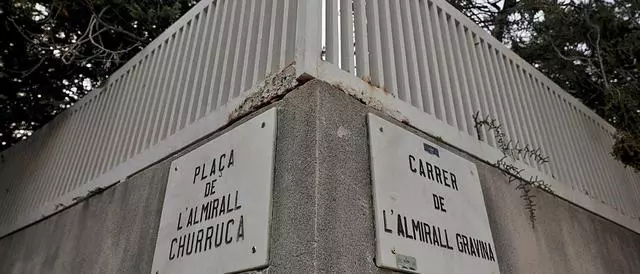 PLAÇA
DE
L'ALMIRALL
CHURRUCA
CARRER
DE
L'ALMIRALL GRAVINA